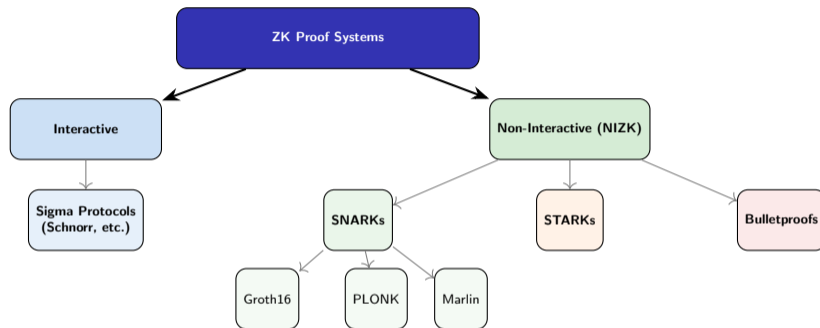 ZK Proof Systems
Interactive
Non-Interactive (NIZK)
Sigma Protocols
(Schnorr, etc.)
SNARKs
STARKs
Bulletproofs
Groth16
PLONK
Marlin